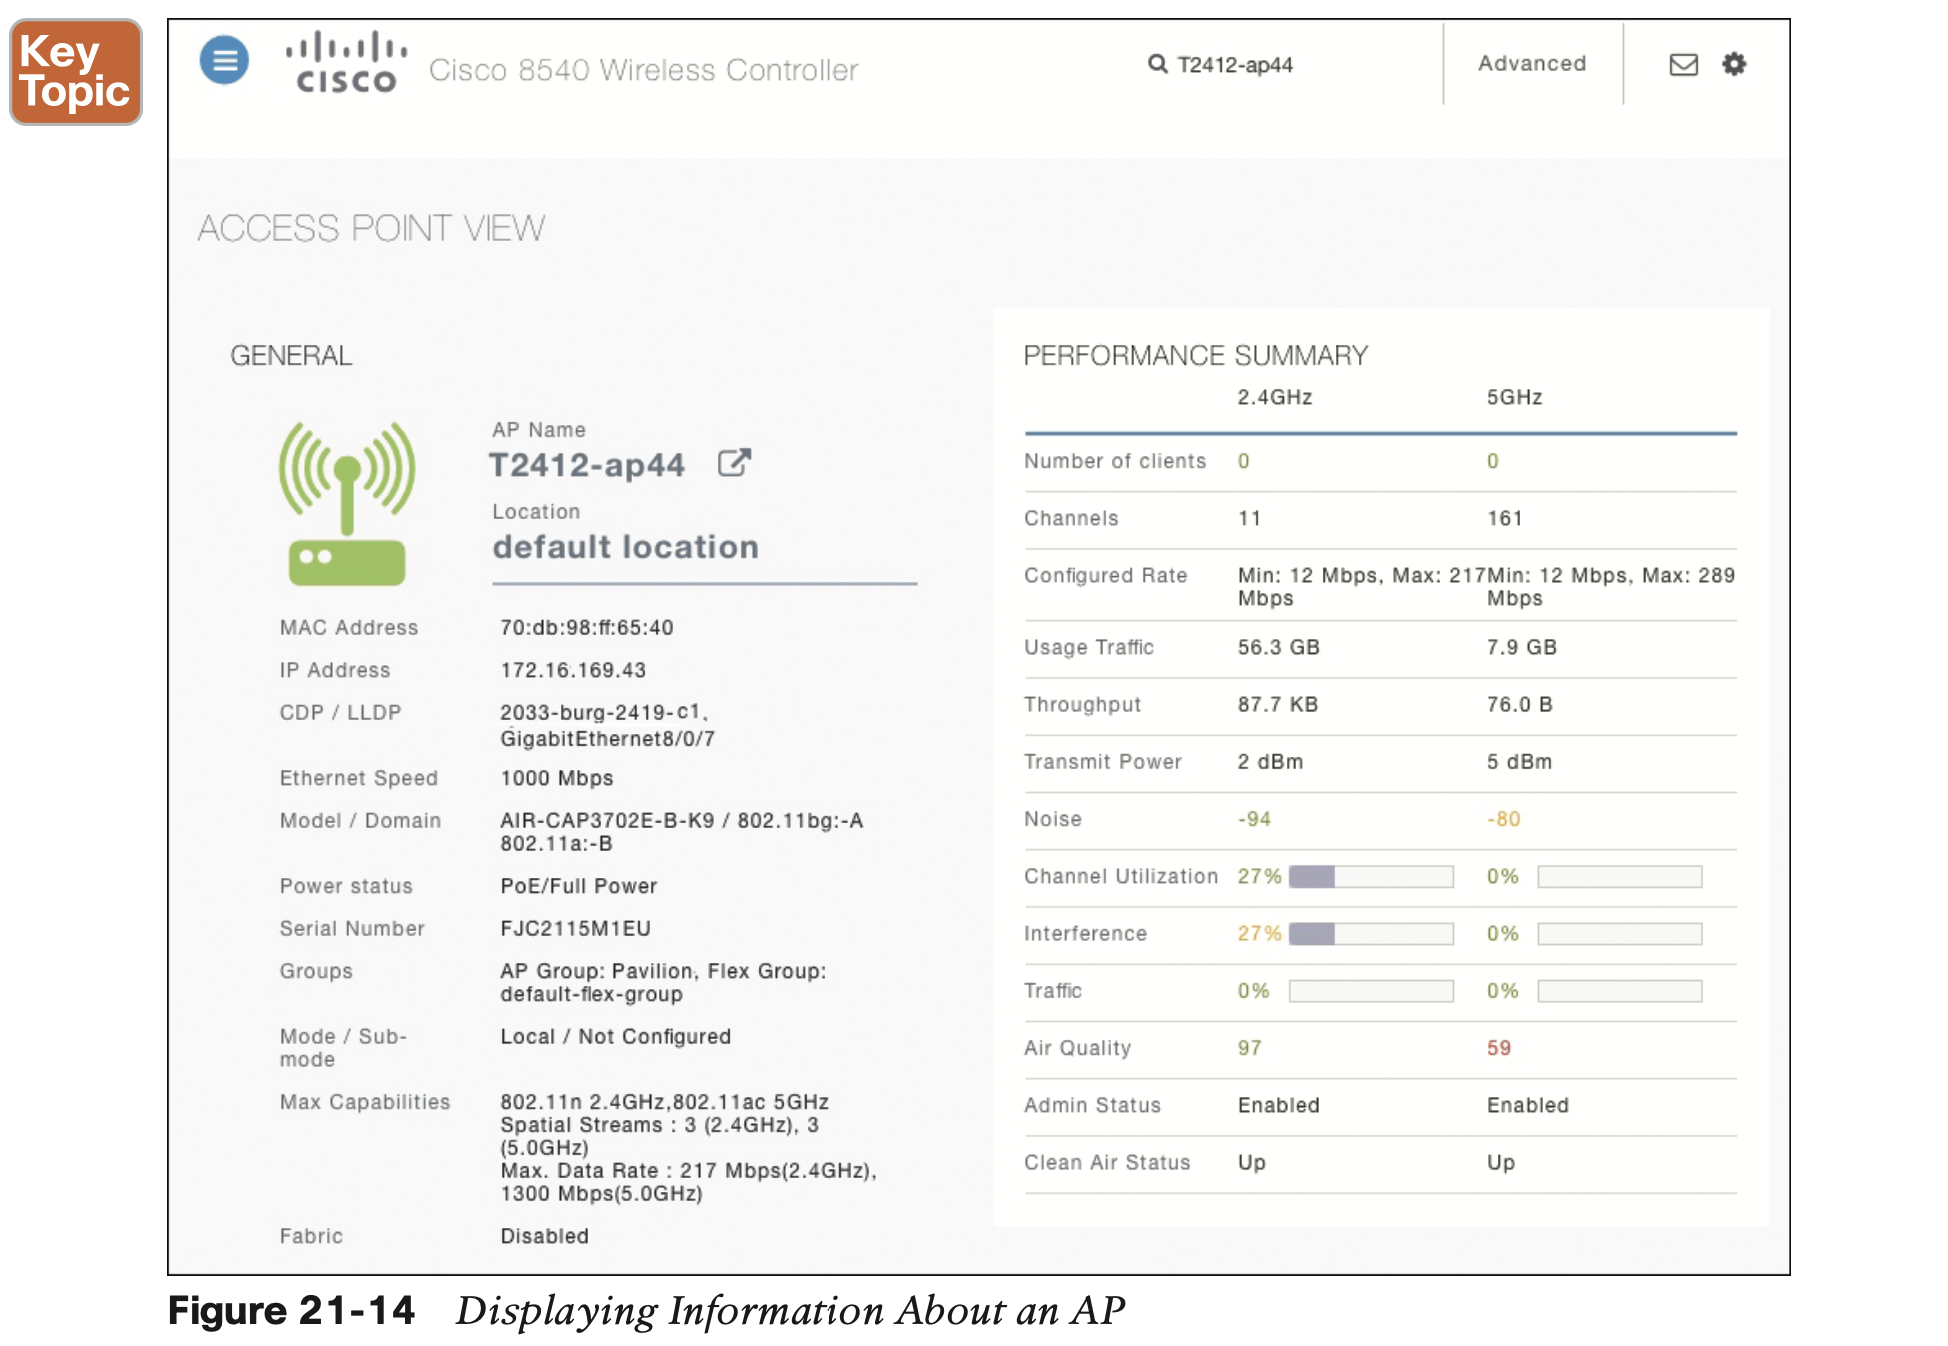 Key
Topic
CISCO
Cisco 8540 Wireless Controller
T2412-ap44
Advanced
ACCESS POINT VIEW
GENERAL
AP Name
T2412-ap44
Location
default location
MAC Address 70:db:98:ff:65:40
IP Address 172.16.169.43
CDP / LLDP 2033-burg-2419-c1,
GigabitEthernet8/0/7
Ethernet Speed 1000 Mbps
Model / Domain AIR-CAP3702E-B-K9 / 802.11bg:-A
802.11a:-B
Power status PoE/Full Power
Serial Number FJC2115M1EU
Groups AP Group: Pavilion, Flex Group:
default-flex-group
Mode / Sub- Local / Not Configured
mode
Max Capabilities 802.11n 2.4GHz,802.11ac 5GHz
Spatial Streams : 3 (2.4GHz), 3
(5.0GHz)
Max. Data Rate : 217 Mbps(2.4GHz),
1300 Mbps(5.0GHz)
Fabric Disabled
PERFORMANCE SUMMARY
2.4GHz 5GHz
Number of clients 0 0
Channels 11 161
Configured Rate Min: 12 Mbps, Max: 217 Min: 12 Mbps, Max: 289
Mbps Mbps
Usage Traffic 56.3 GB 7.9 GB
Throughput 87.7 KB 76.0 B
Transmit Power 2 dBm 5 dBm
Noise -94 -80
Channel Utilization 27% 0%
Interference 27% 0%
Traffic 0% 0%
Air Quality 97 59
Admin Status Enabled Enabled
Clean Air Status Up Up
Figure 21-14 Displaying Information About an AP